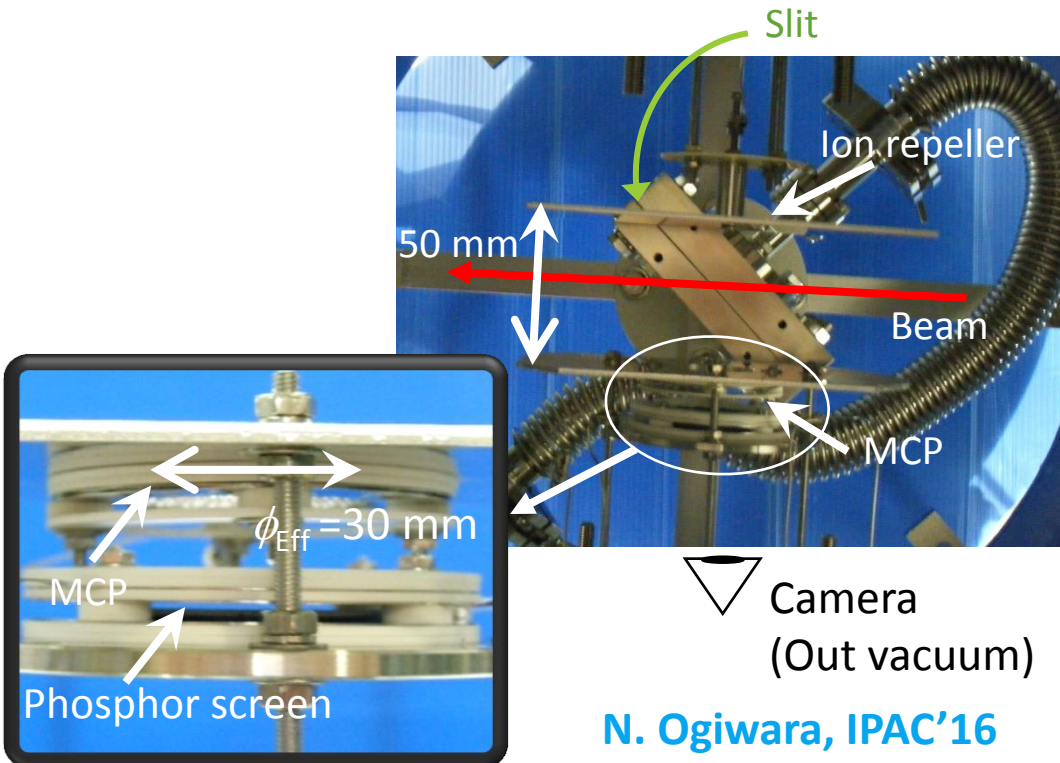 Slit
Ion repeller
50 mm
Beam
MCP
ϕEff =30 mm
MCP
Phosphor screen
Camera
(Out vacuum)
N. Ogiwara, IPAC’16